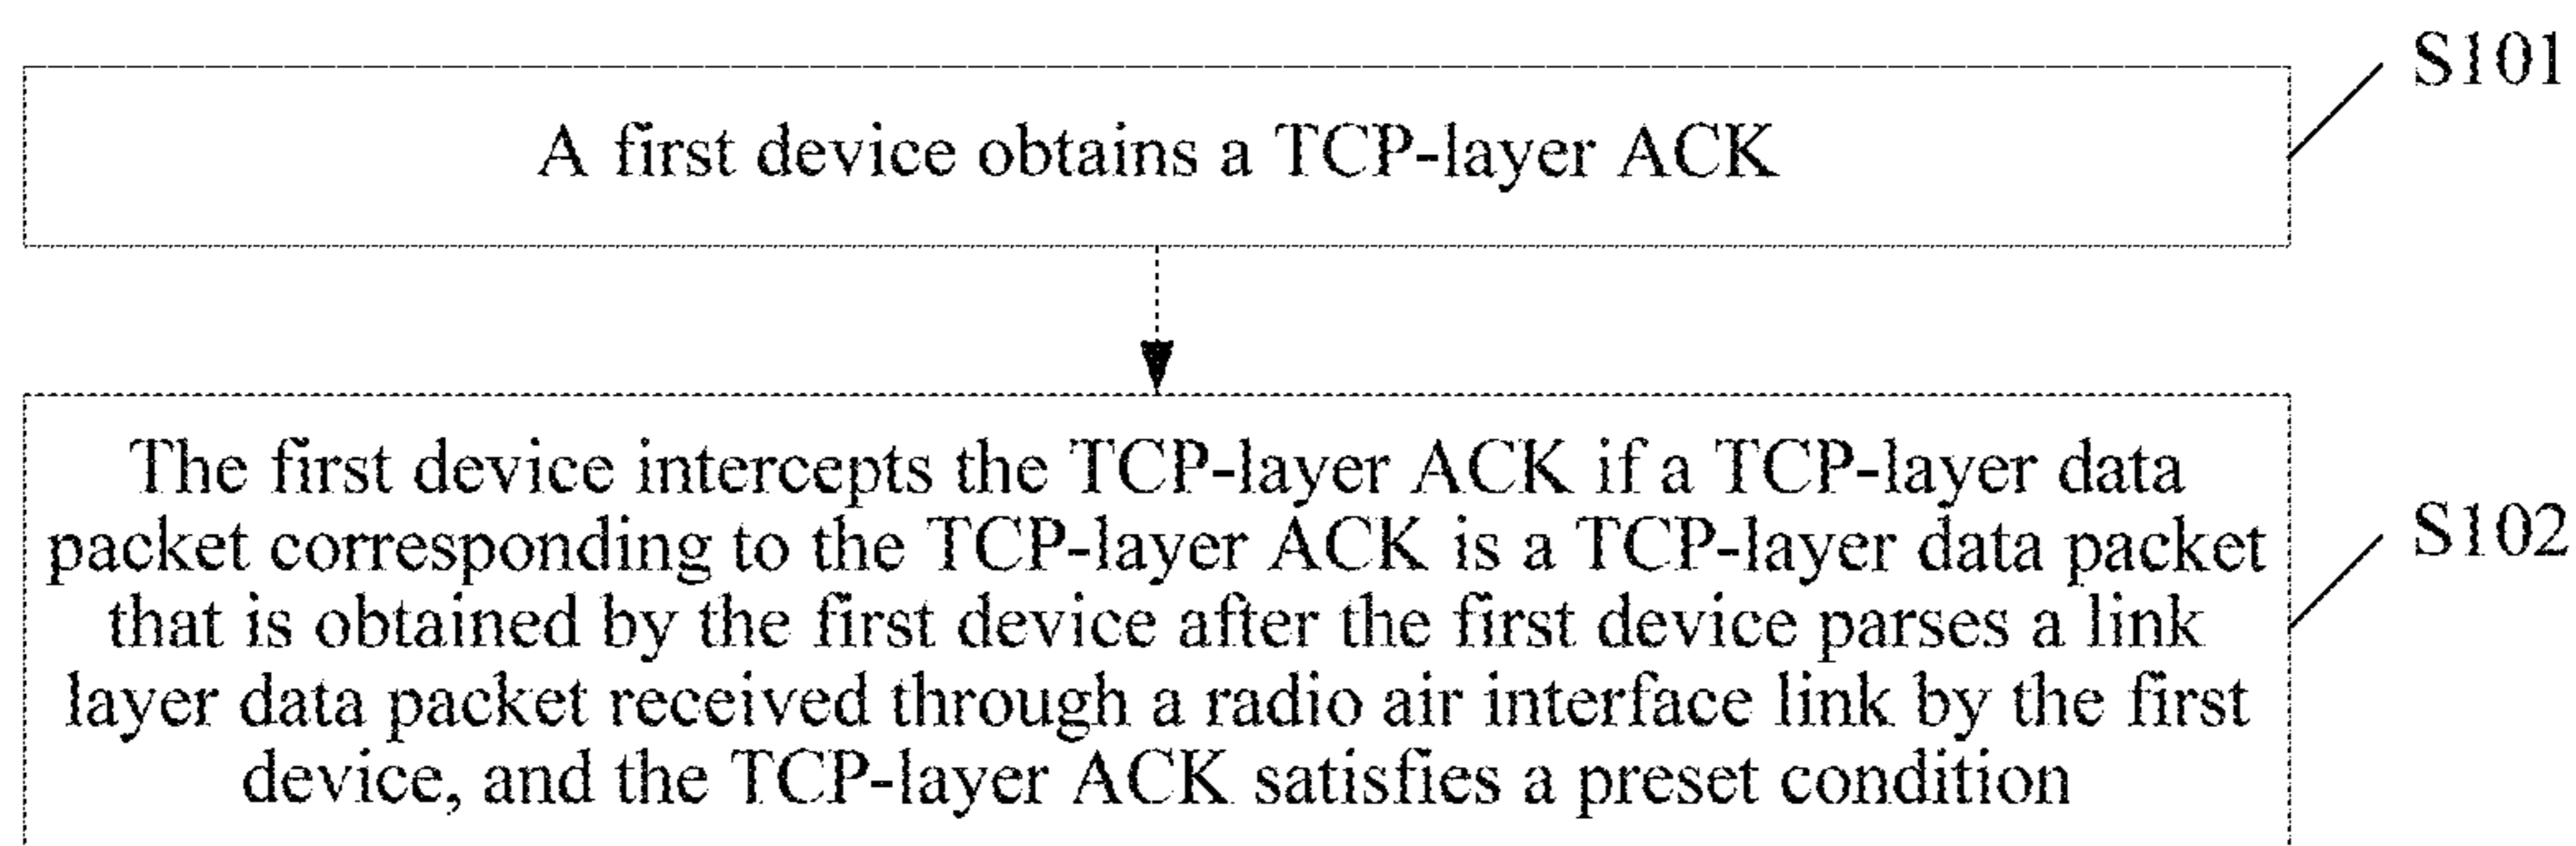 S101
A first device obtains a TCP-layer ACK
The first device intercepts the TCP-layer ACK if a TCP-layer data
packet corresponding to the TCP-layer ACK is a TCP-layer data packet
that is obtained by the first device after the first device parses a link
layer data packet received through a radio air interface link by the first
device, and the TCP-layer ACK satisfies a preset condition
S102